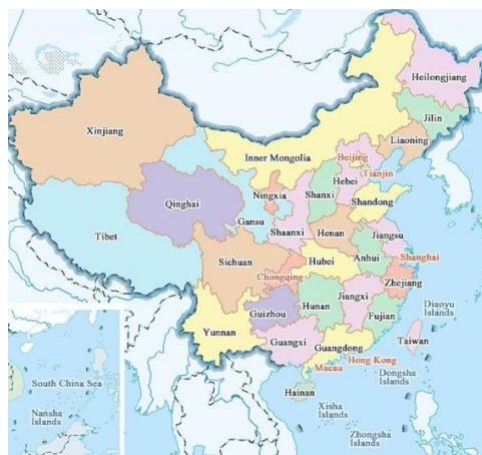 Heilongjiang
Jilin
Xinjiang
Liaoning
Inner Mongolia
Beijing
Tianjin
Hebei
Ningxia
Shanxi
Shandong
Qinghai
Gansu
Tibet
Shaanxi
Henan
Jiangsu
Sichuan
Hubei
Anhui
Shanghai
Chongqing
Zhejiang
Hunan
Jiangxi
Diaoyu
Islands
Guizhou
Fujian
Yunnan
Guangxi
Guangdong
Taiwan
Hong Kong
Macau
Dongsha
Islands
South China Sea
Hainan
Nansha
Islands
Xisha
Islands
Zhongsha
Islands